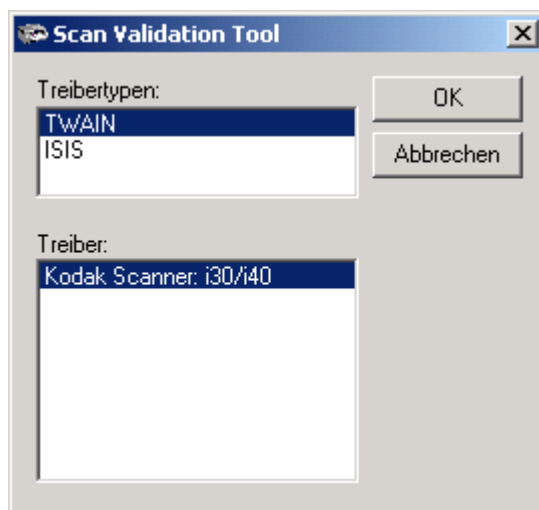 Scan Validation Tool
Treibertypen:
TWAIN
ISIS
OK
Abbrechen
Treiber:
Kodak Scanner: i30/i40